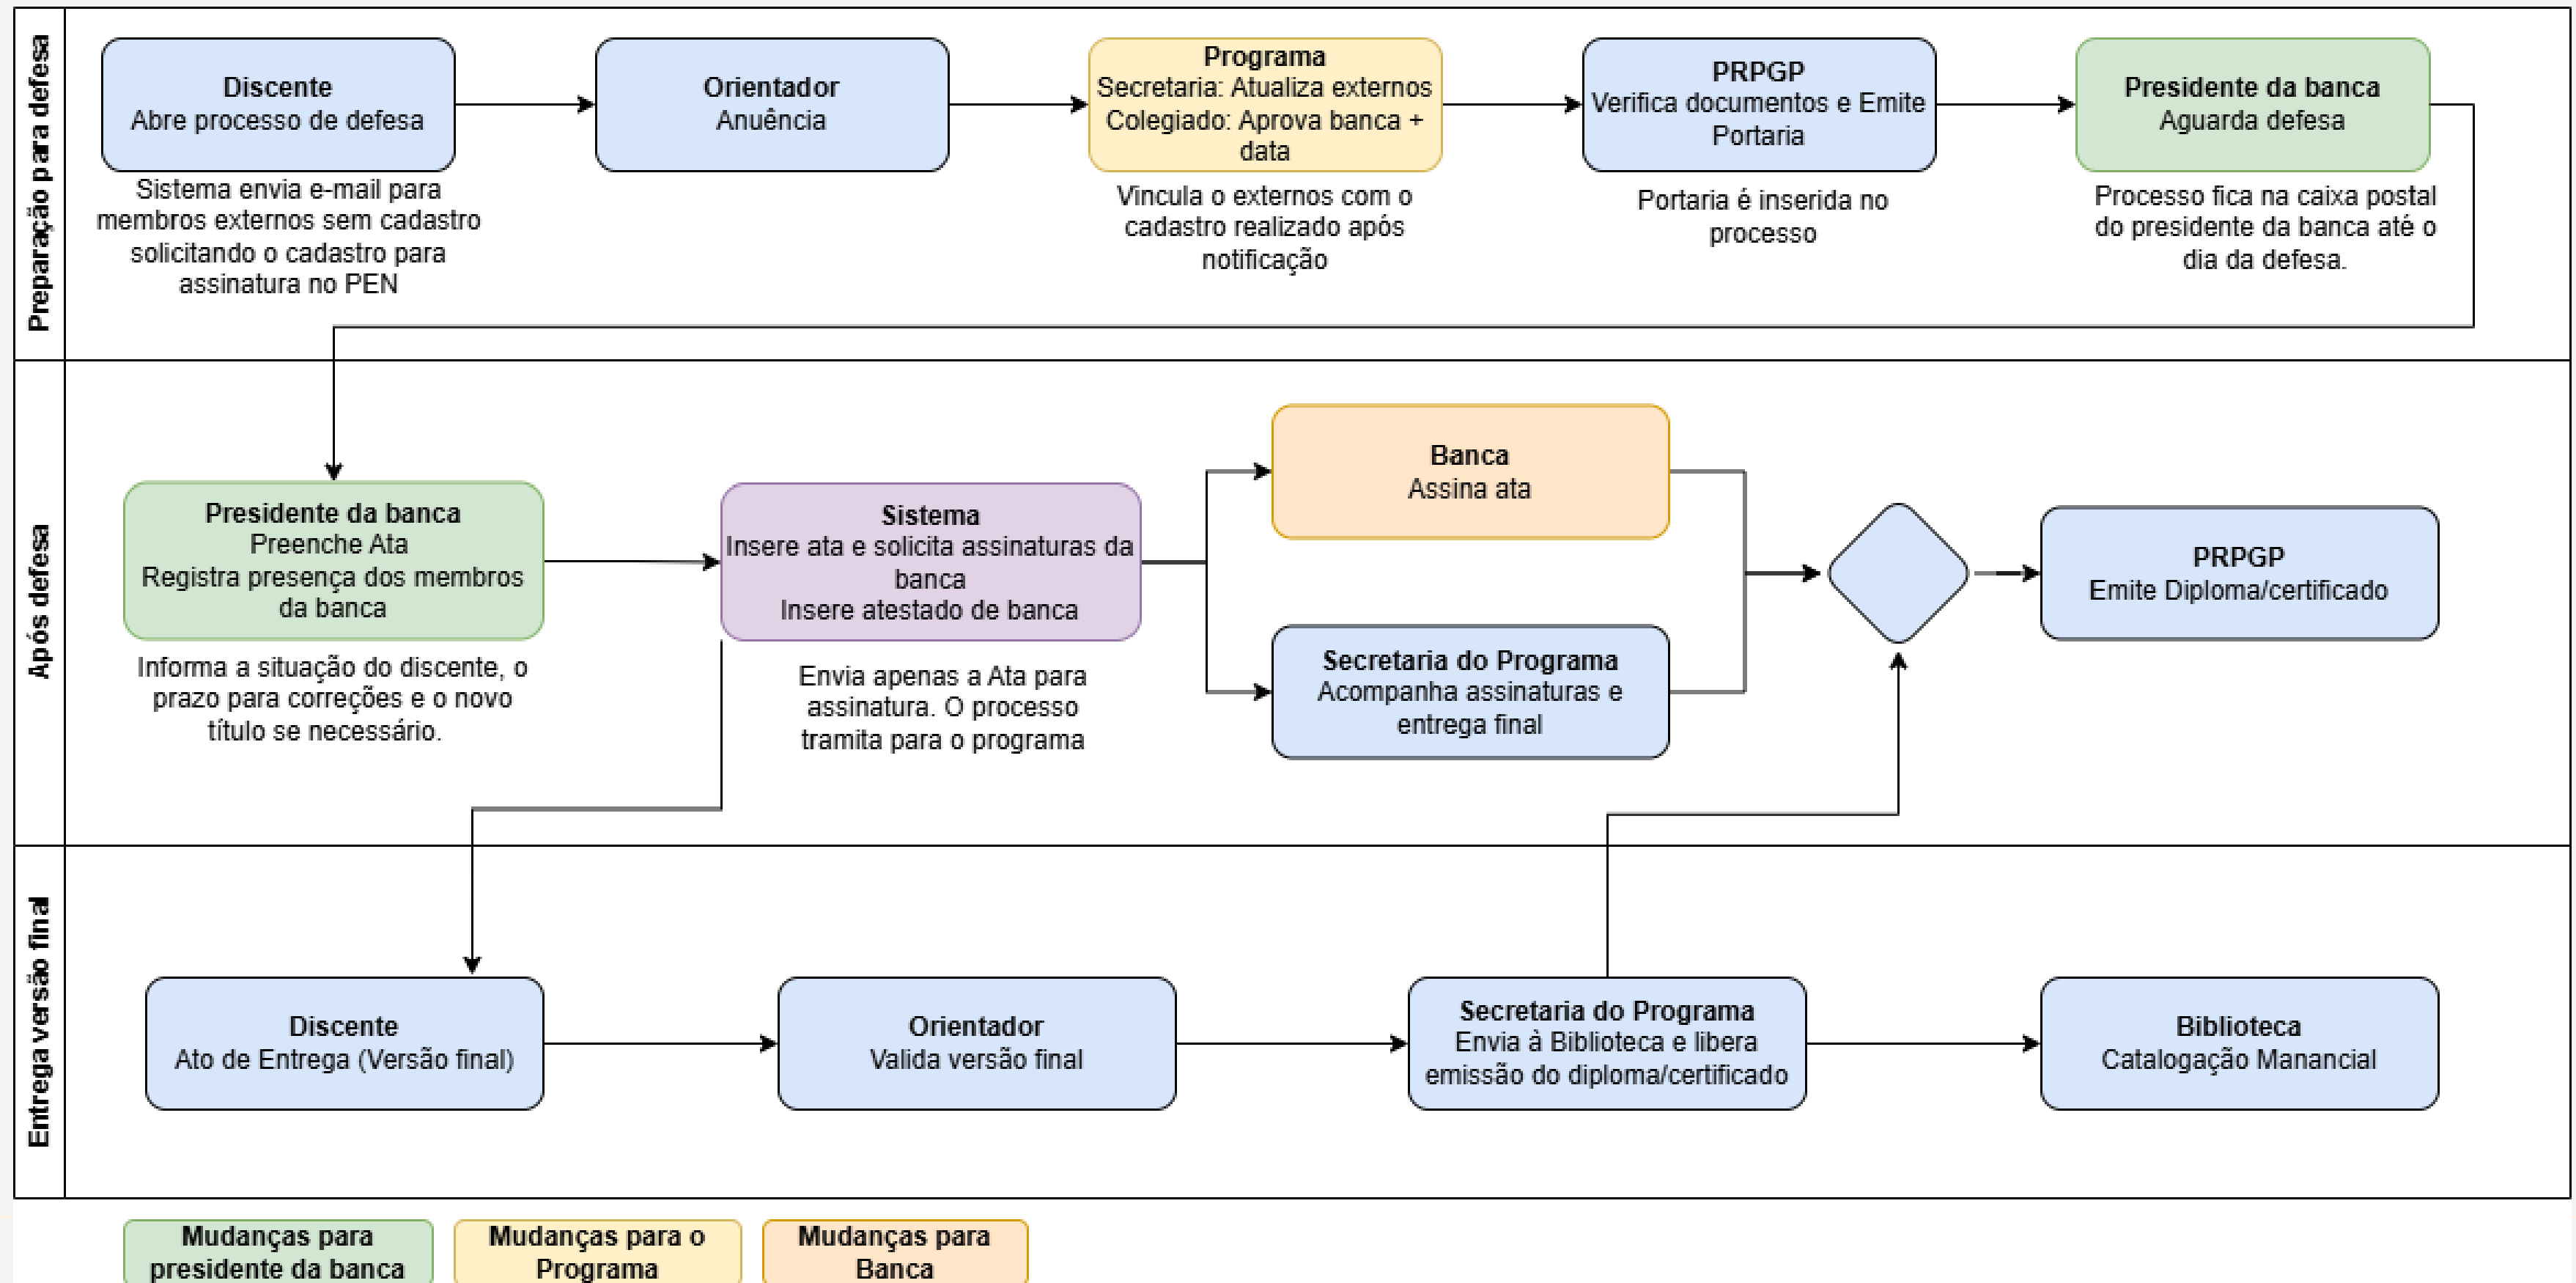 Preparação para defesa
Discente
Abre processo de defesa
Sistema envia e-mail para
membros externos sem cadastro
solicitando o cadastro para
assinatura no PEN
Orientador
Anuência
Programa
Secretaria: Atualiza externos
Colegiado: Aprova banca +
data
Vincula o externos com o
cadastro realizado após
notificação
PRPGP
Verifica documentos e Emite
Portaria
Portaria é inserida no
processo
Presidente da banca
Aguarda defesa
Processo fica na caixa postal
do presidente da banca até o
dia da defesa.
Após defesa
Presidente da banca
Preenche Ata
Registra presença dos membros
da banca
Informa a situação do discente, o
prazo para correções e o novo
título se necessário.
Sistema
Insere ata e solicita assinaturas da
banca
Insere atestado de banca
Envia apenas a Ata para
assinatura. O processo
tramita para o programa
Banca
Assina ata
Secretaria do Programa
Acompanha assinaturas e
entrega final
PRPGP
Emite Diploma/certificado
Entrega versão final
Discente
Ato de Entrega (Versão final)
Orientador
Valida versão final
Secretaria do Programa
Envia à Biblioteca e libera
emissão do diploma/certificado
Biblioteca
Catalogação Manancial
Mudanças para
presidente da banca
Mudanças para o
Programa
Mudanças para
Banca